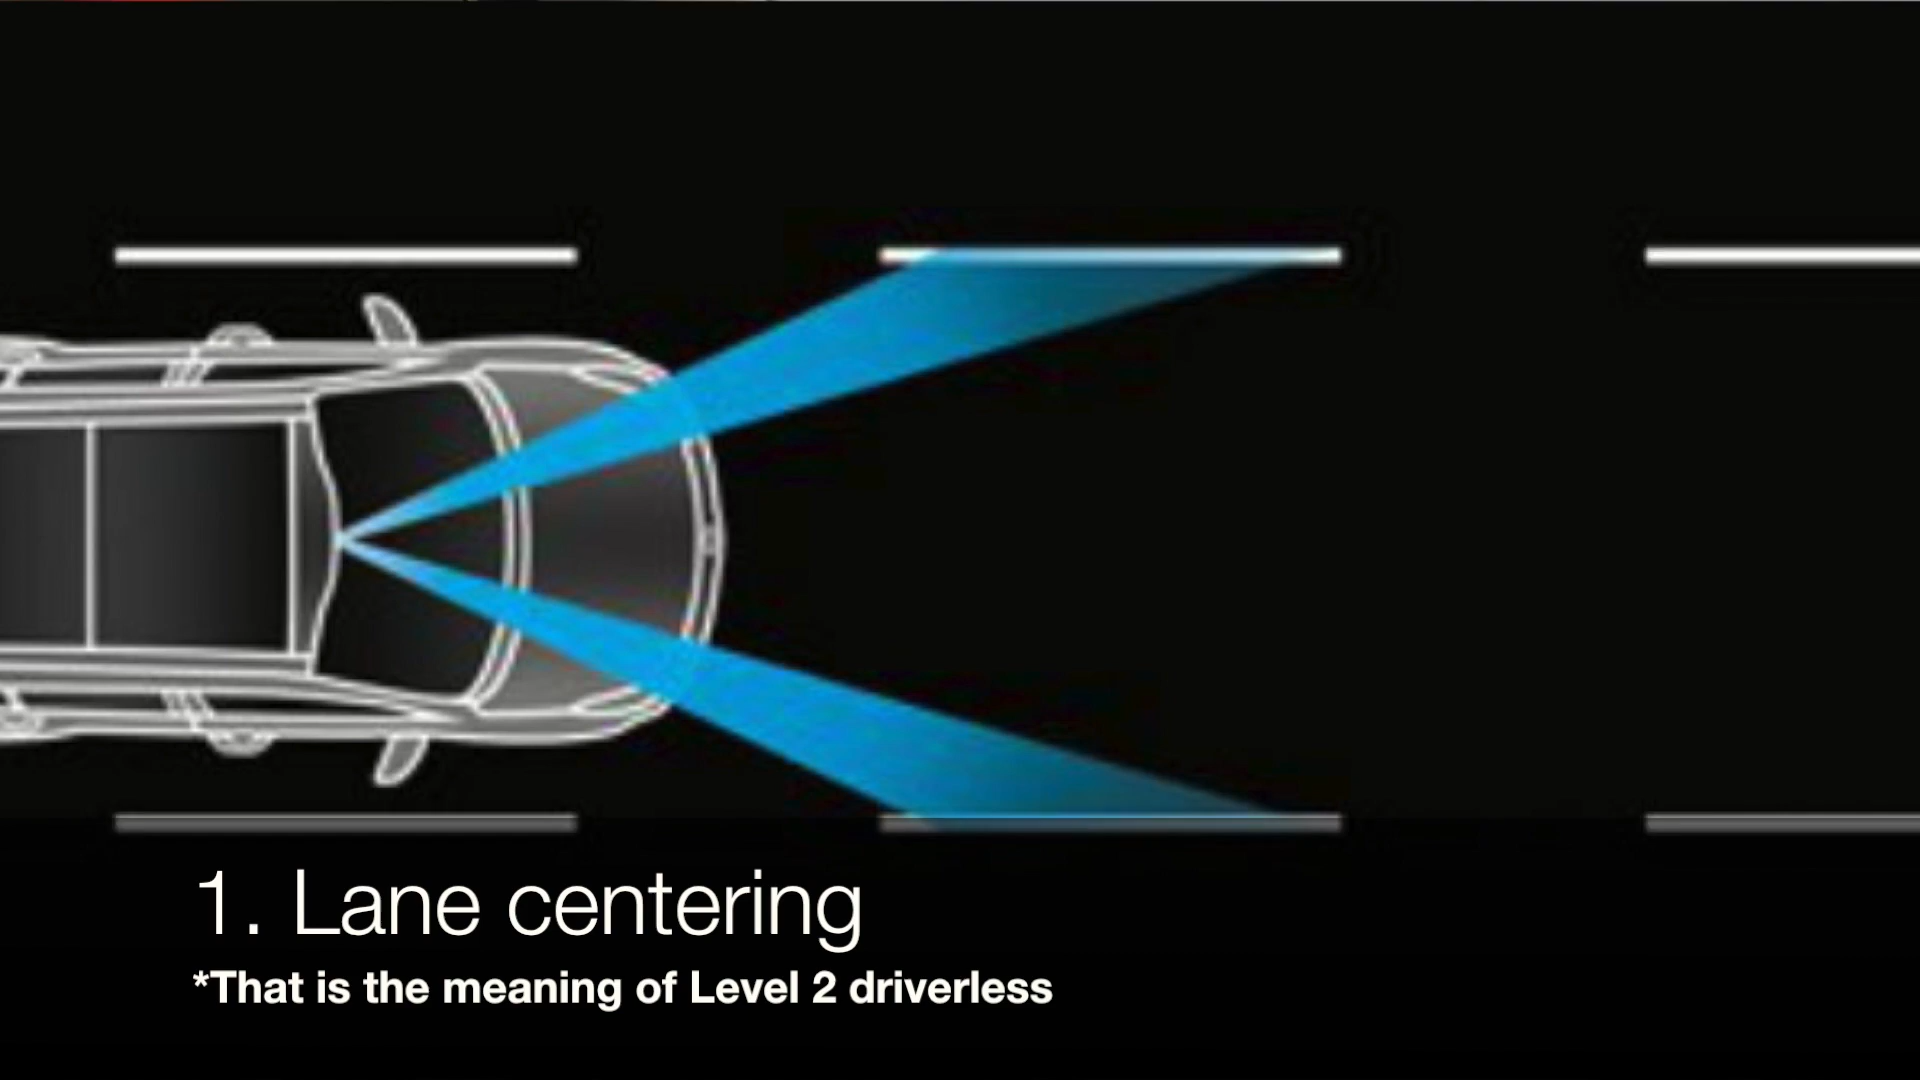 1. Lane centering
*That is the meaning of Level 2 driverless